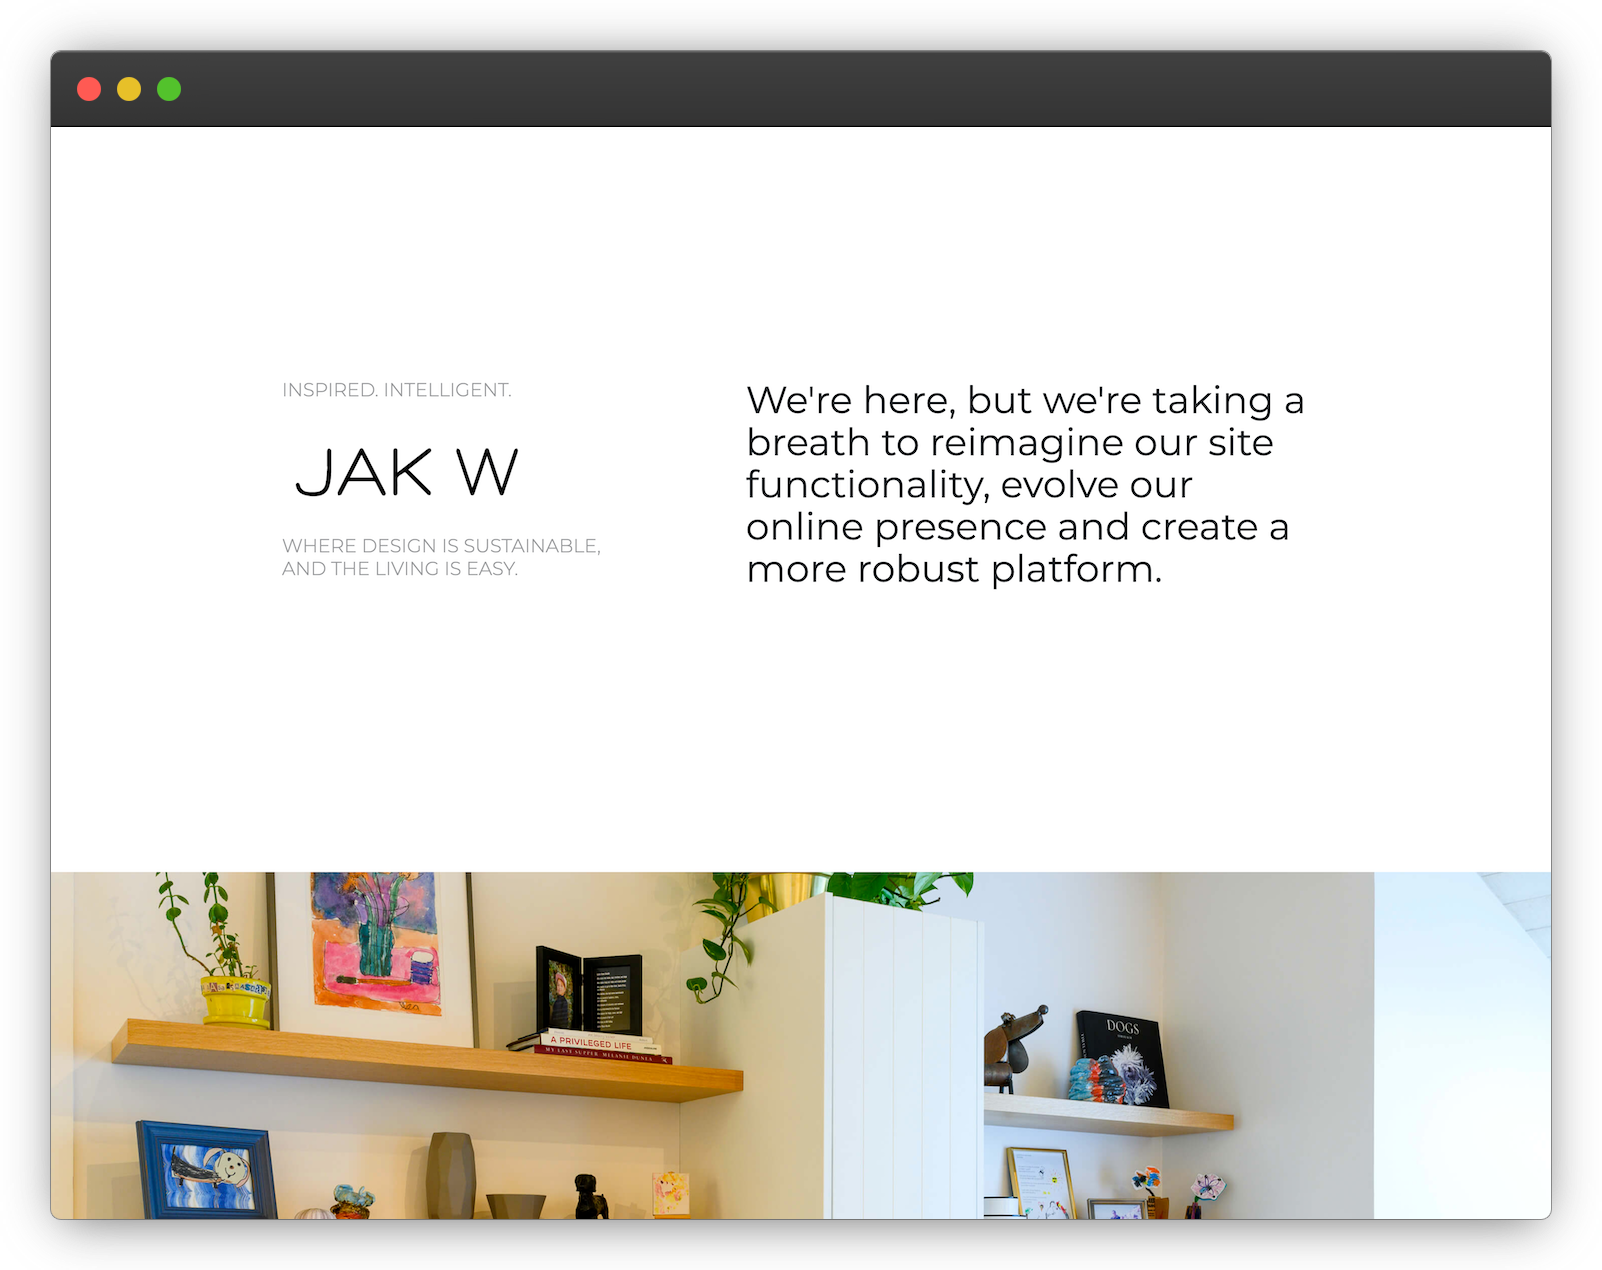 INSPIRED. INTELLIGENT.
JAK W
WHERE DESIGN IS SUSTAINABLE,
AND THE LIVING IS EASY.
We're here, but we're taking a
breath to reimagine our site
functionality, evolve our
online presence and create a
more robust platform.
A PRIVILEGED LIFE
MY LAST SUPPER MELANIE DUNEA
DOGS